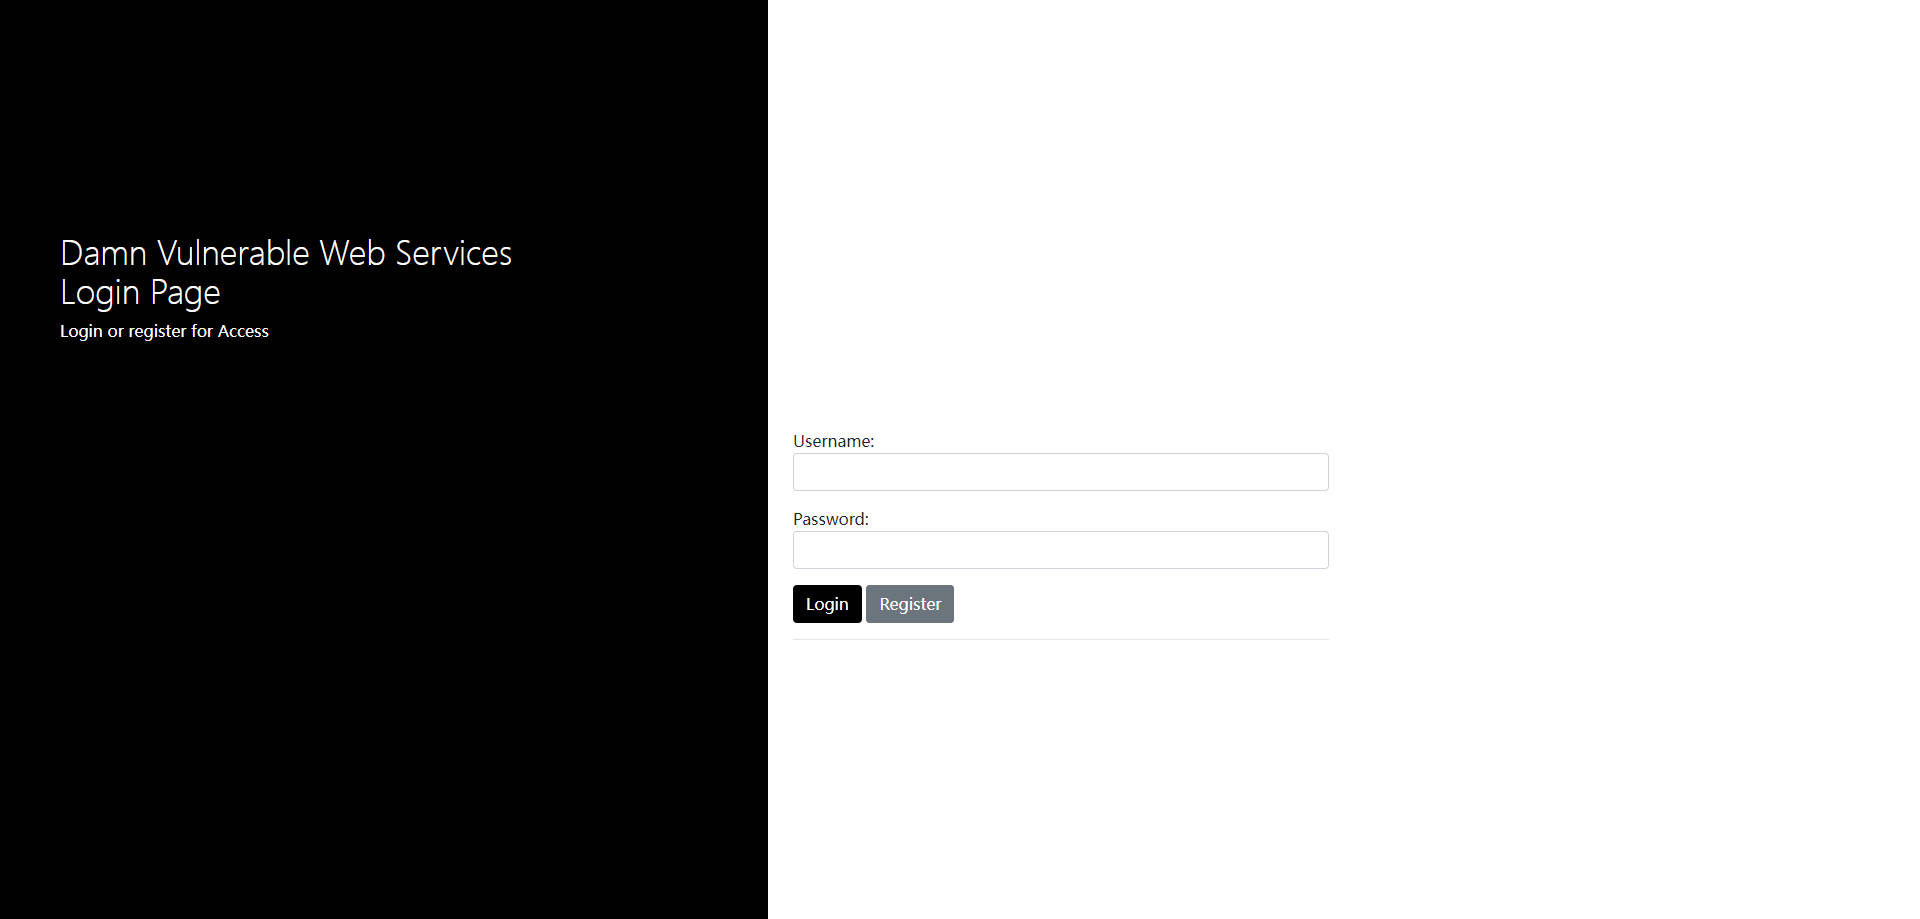 Damn Vulnerable Web Services
Login Page
Login or register for Access
Username:
Password:
Login Register